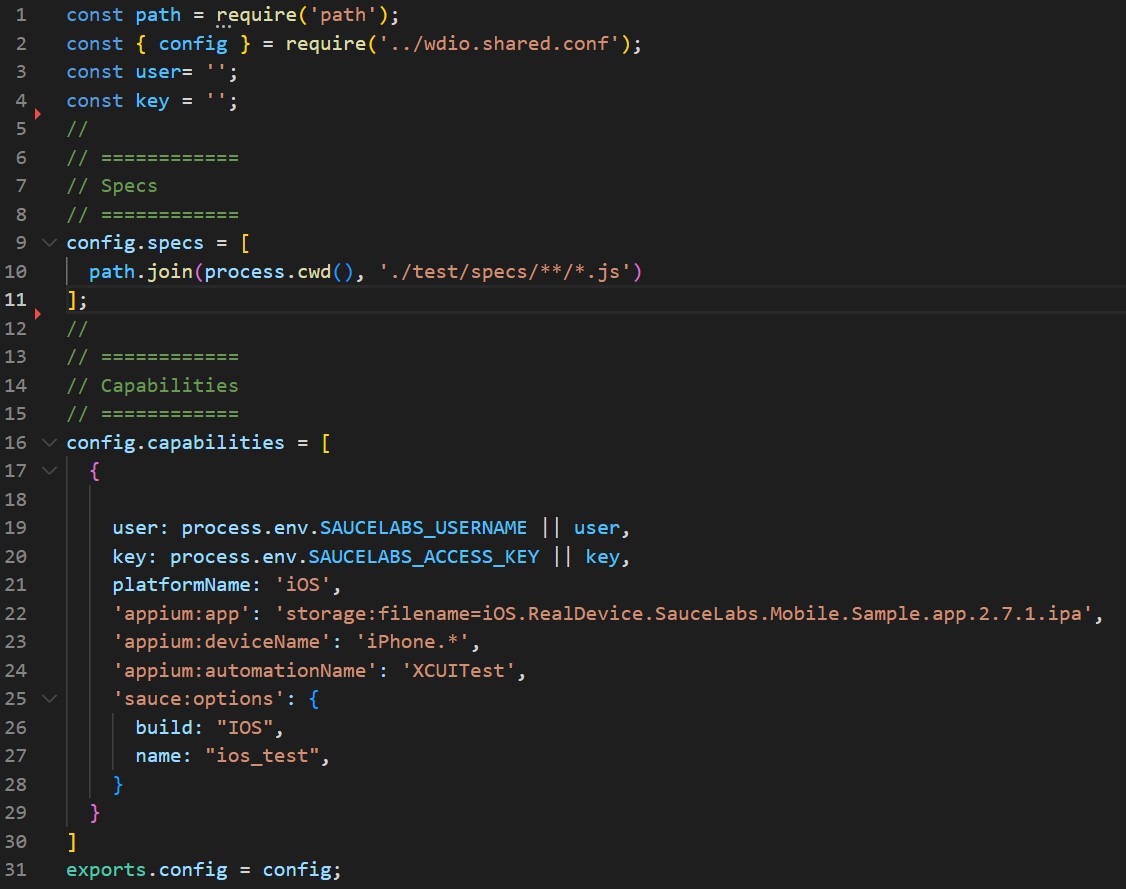 1 const path = require('path');
2 const { config } = require('../wdio.shared.conf');
3 const user= '';
4 const key = '';
5 //
6 // ============
7 // Specs
8 // ============
9 config.specs = [
10   path.join(process.cwd(), './test/specs/**/*.js')
11 ];
12 //
13 // ============
14 // Capabilities
15 // ============
16 config.capabilities = [
17   {
18
19     user: process.env.SAUCELABS_USERNAME || user,
20     key: process.env.SAUCELABS_ACCESS_KEY || key,
21     platformName: 'iOS',
22     'appium:app': 'storage:filename=iOS.RealDevice.SauceLabs.Mobile.Sample.app.2.7.1.ipa',
23     'appium:deviceName': 'iPhone.*',
24     'appium:automationName': 'XCUITest',
25     'sauce:options': {
26       build: "IOS",
27       name: "ios_test",
28     }
29   }
30 ]
31 exports.config = config;